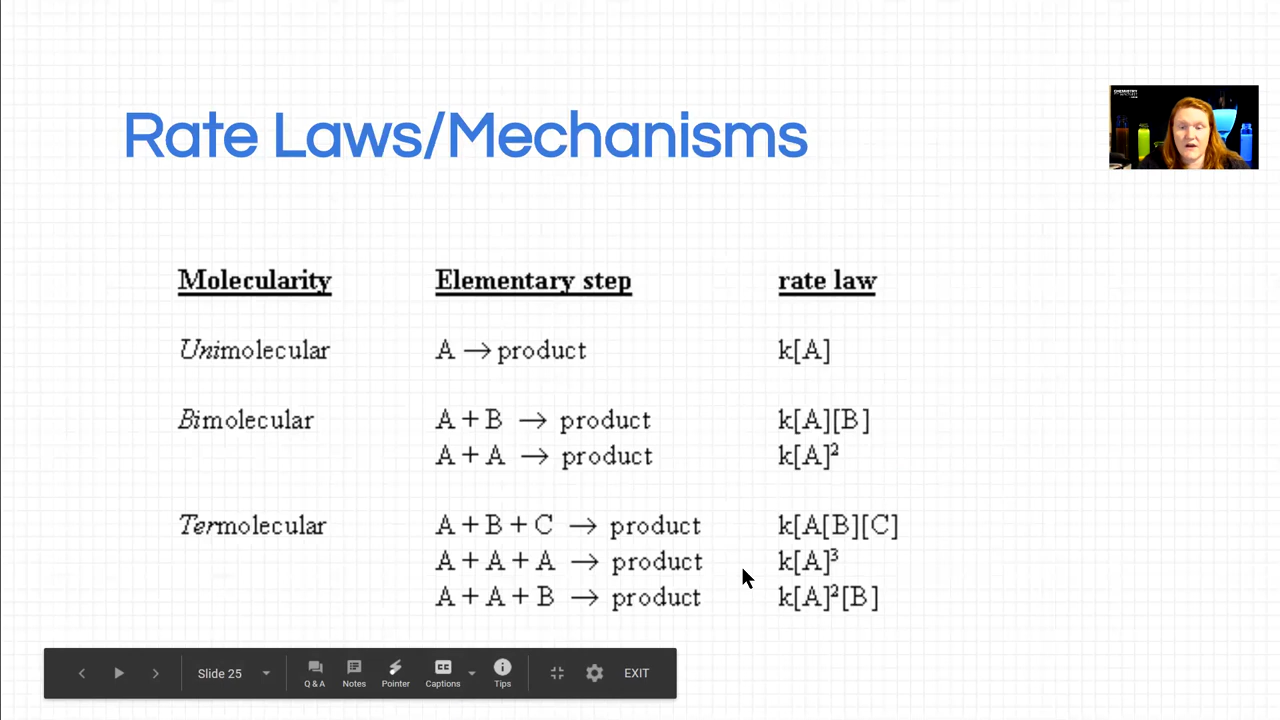 Rate Laws/Mechanisms
Molecularity Elementary step rate law
Unimolecular A → product k[A]
Bimolecular A + B → product k[A][B]
A + A → product k[A]²
Termolecular A + B + C → product k[A[B][C]
A + A + A → product k[A]³
A + A + B → product k[A]²[B]
Slide 25 Q & A Notes Pointer CC Captions Tips EXIT